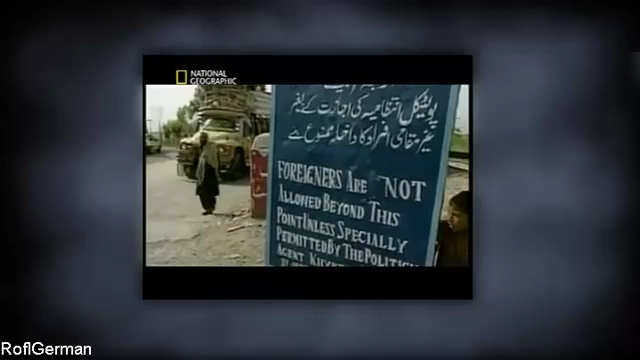 NATIONAL
GEOGRAPHIC
پولیٹیکل انتظامیہ کی اجازت کے بغیر
غیر مقامی افراد کا داخلہ ممنوع ہے
FOREIGNERS ARE NOT
ALLOWED BEYOND THIS
POINT UNLESS SPECIALLY
PERMITTED BY THE POLITICAL
AGENT
RoflGerman